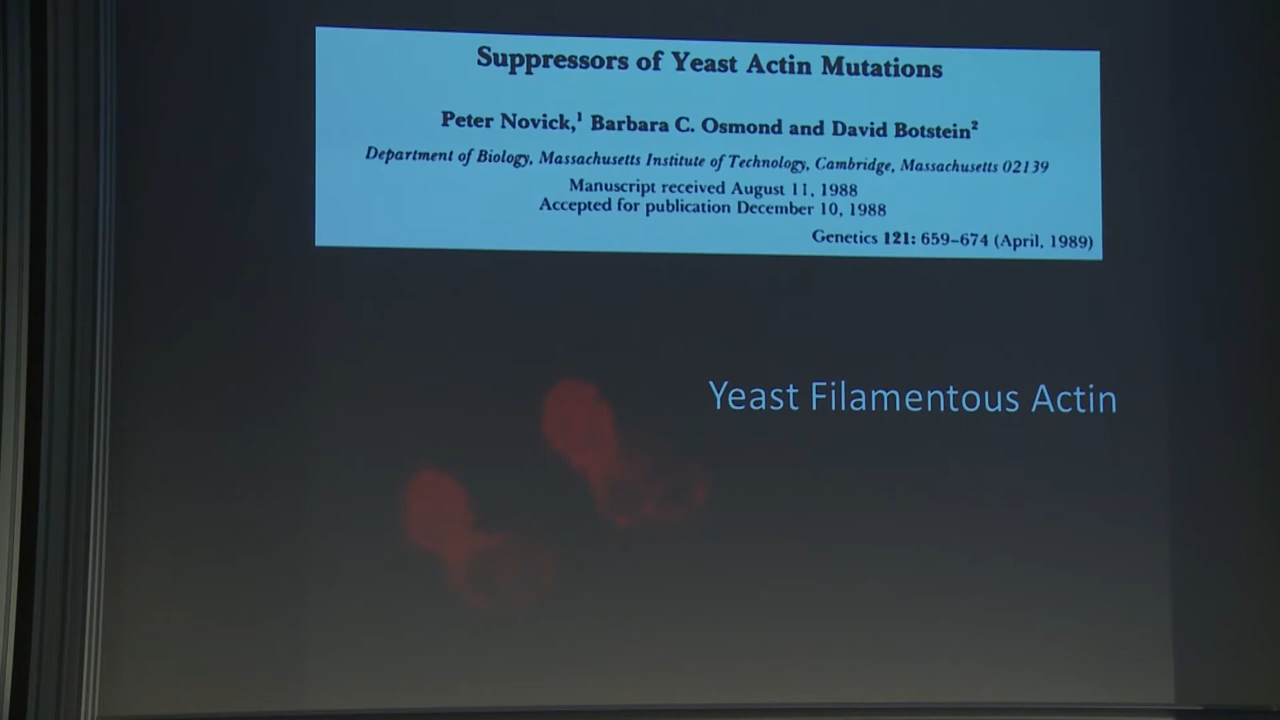 Suppressors of Yeast Actin Mutations
Peter Novick,¹ Barbara C. Osmond and David Botstein²
Department of Biology, Massachusetts Institute of Technology, Cambridge, Massachusetts 02139
Manuscript received August 11, 1988
Accepted for publication December 10, 1988
Genetics 121: 659–674 (April, 1989)
Yeast Filamentous Actin